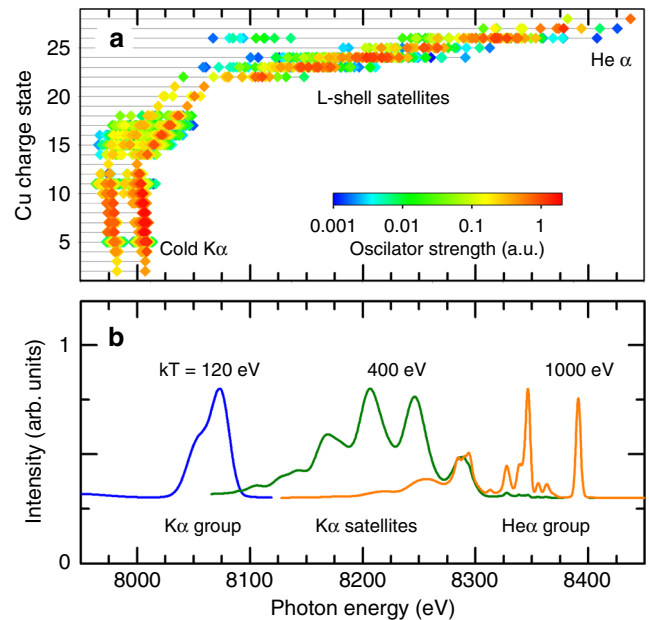 a
25
20
15
10
5
Cu charge state
He α
L-shell satellites
0.001 0.01 0.1 1
Oscilator strength (a.u.)
Cold Kα
b
1
0
Intensity (arb. units)
kT = 120 eV 400 eV 1000 eV
Kα group Kα satellites Heα group
8000 8100 8200 8300 8400
Photon energy (eV)